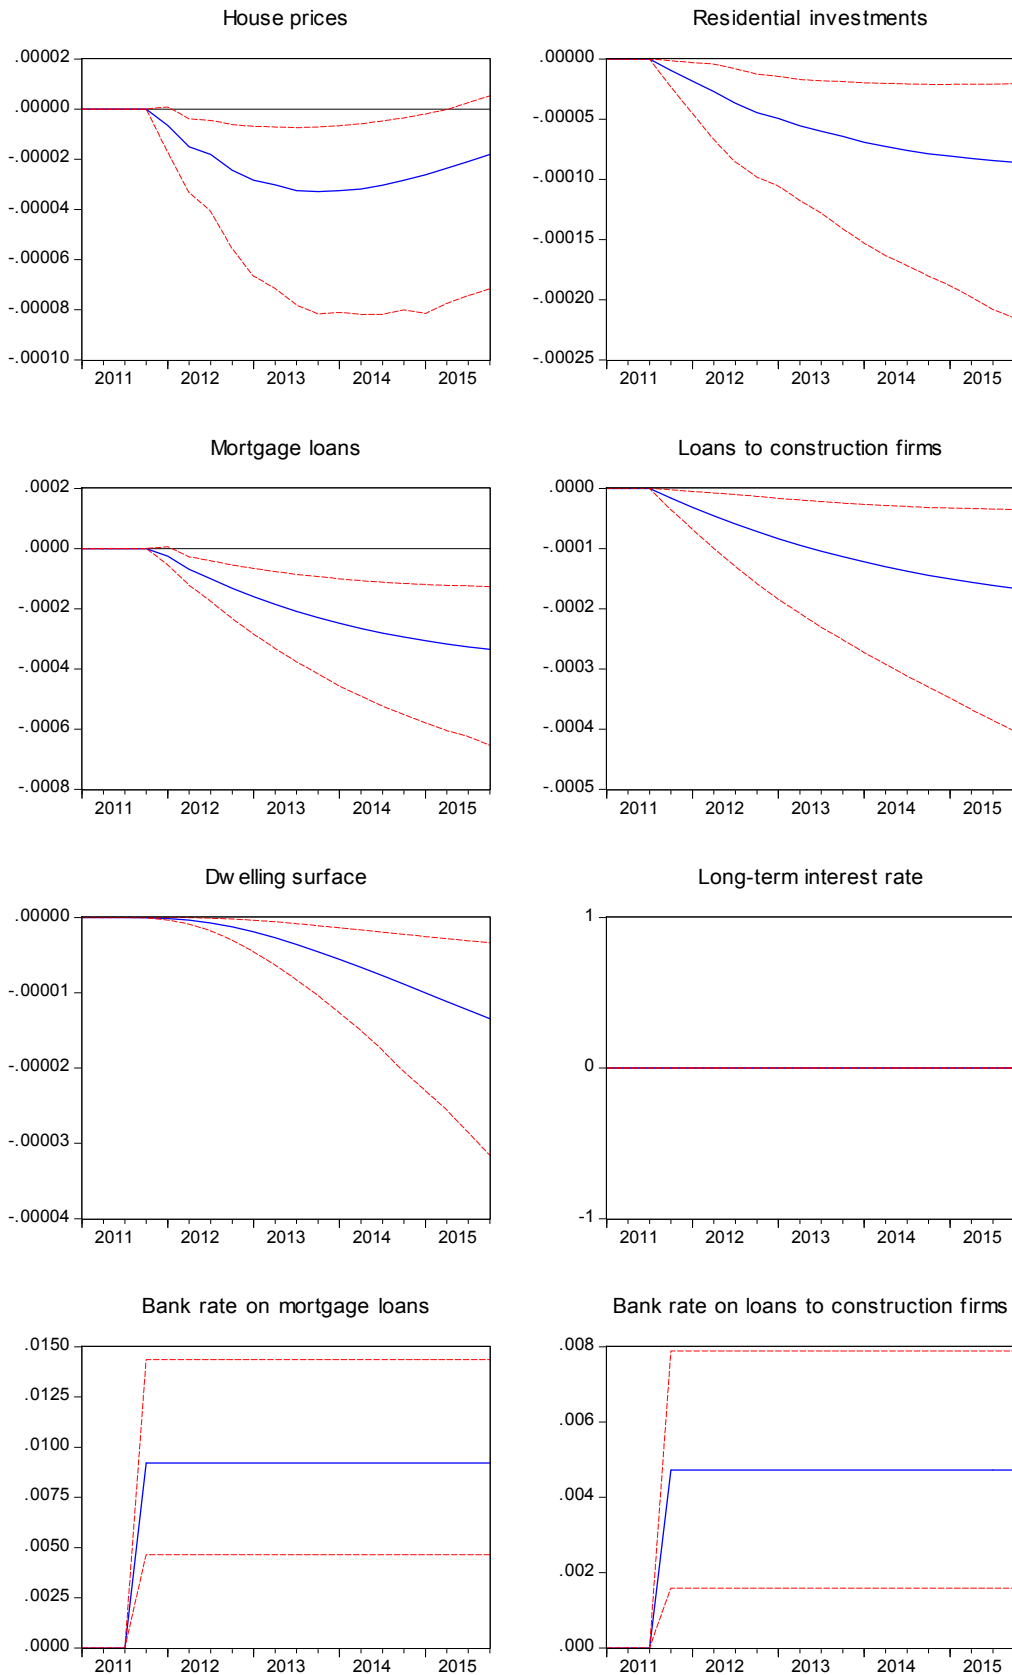 House prices
.00002
.00000
-.00002
-.00004
-.00006
-.00008
-.00010
2011 2012 2013 2014 2015
Residential investments
.00000
-.00005
-.00010
-.00015
-.00020
-.00025
2011 2012 2013 2014 2015
Mortgage loans
.0002
.0000
-.0002
-.0004
-.0006
-.0008
2011 2012 2013 2014 2015
Loans to construction firms
.0000
-.0001
-.0002
-.0003
-.0004
-.0005
2011 2012 2013 2014 2015
Dwelling surface
.00000
-.00001
-.00002
-.00003
-.00004
2011 2012 2013 2014 2015
Long-term interest rate
1
0
-1
2011 2012 2013 2014 2015
Bank rate on mortgage loans
.0150
.0125
.0100
.0075
.0050
.0025
.0000
2011 2012 2013 2014 2015
Bank rate on loans to construction firms
.008
.006
.004
.002
.000
2011 2012 2013 2014 2015